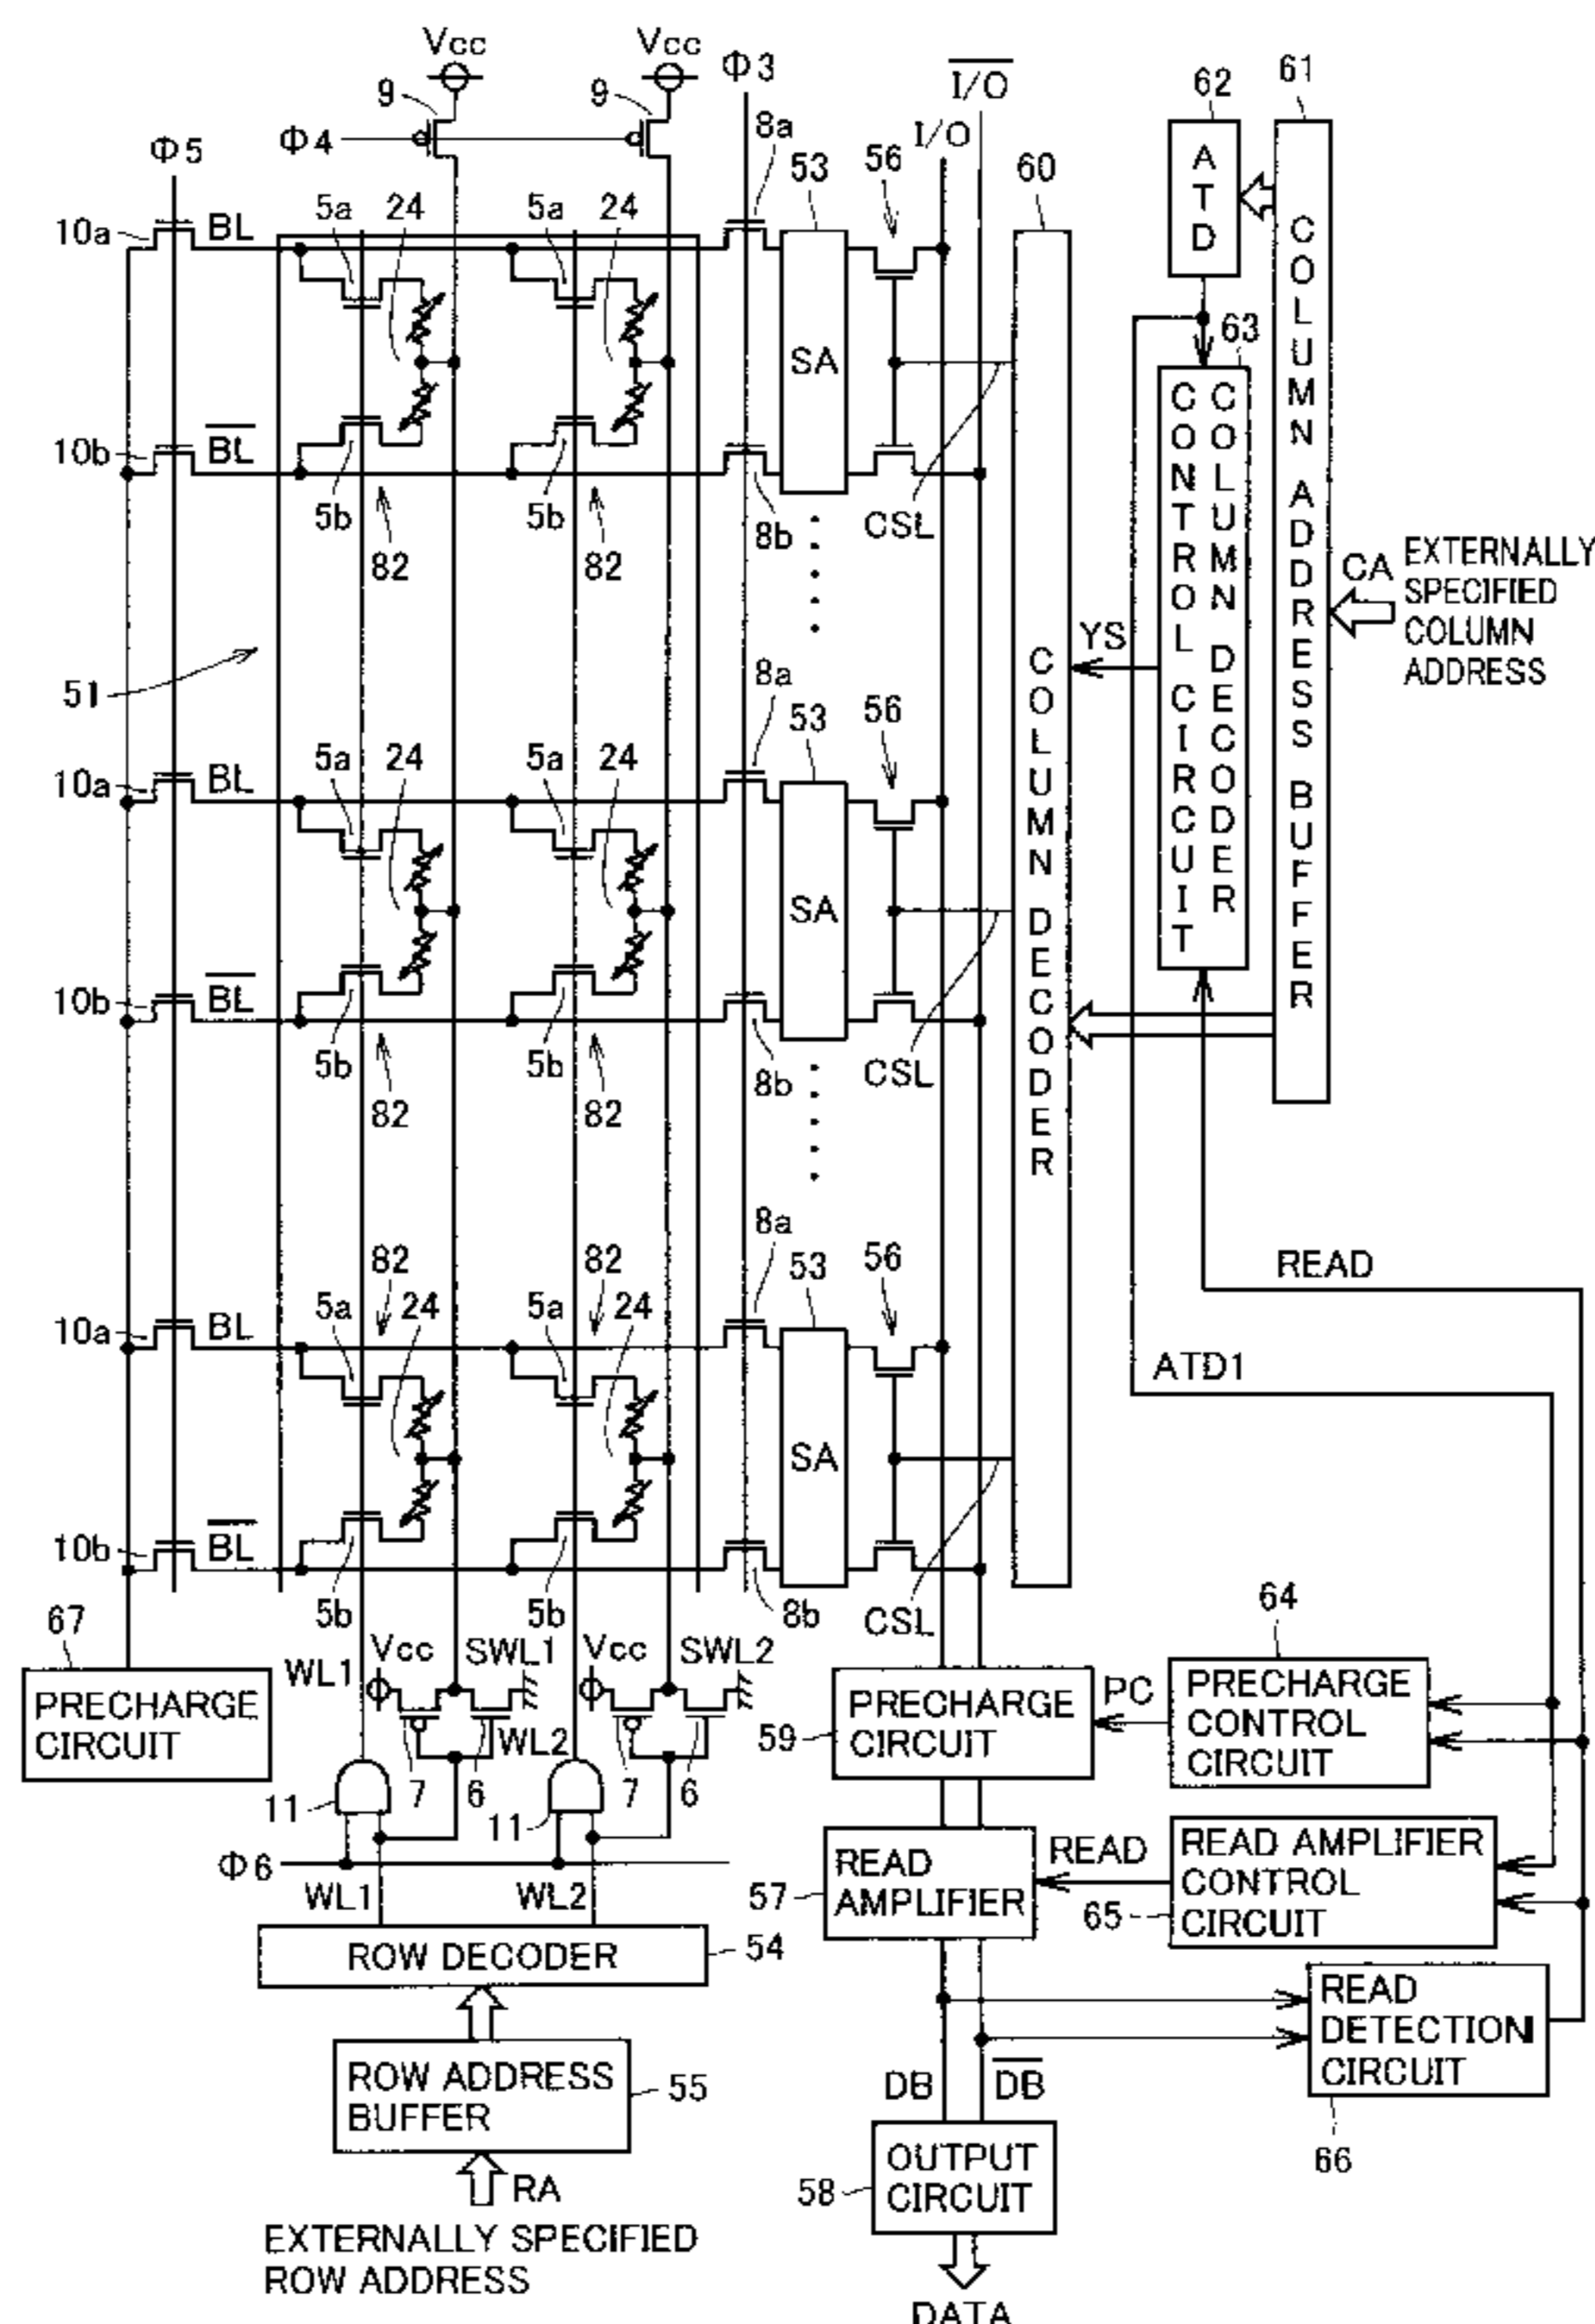 Vcc Vcc
Φ3 I/O
9 9 8a I/O 62 61
Φ5 Φ4 53 56 60
ATD
10a BL 5a 24 5a 24
COLUMN ADDRESS BUFFER
63
COLUMN DECODER
CONTROL CIRCUIT
SA
10b BL
5b 5b 8b CSL
82 82
CA EXTERNALLY
SPECIFIED
COLUMN
ADDRESS
YS
COLUMN DECODER
51
8a 53 56
10a BL 5a 24 5a 24
SA
10b BL
5b 5b 8b CSL
82 82
8a
82 82 53 56
READ
10a BL 5a 24 5a 24
ATD1
SA
10b BL
5b 5b 8b CSL
67 64
WL1 Vcc SWL1 Vcc SWL2
PRECHARGE
CIRCUIT
PRECHARGE
CIRCUIT
59
PC
PRECHARGE
CONTROL
CIRCUIT
WL2
11 7 6 11 7 6
Φ6
READ
AMPLIFIER
57
READ
READ AMPLIFIER
CONTROL
CIRCUIT
65
WL1 WL2
ROW DECODER 54
READ
DETECTION
CIRCUIT
66
ROW ADDRESS
BUFFER
55
DB DB
OUTPUT
CIRCUIT
58
RA
EXTERNALLY SPECIFIED
ROW ADDRESS
DATA